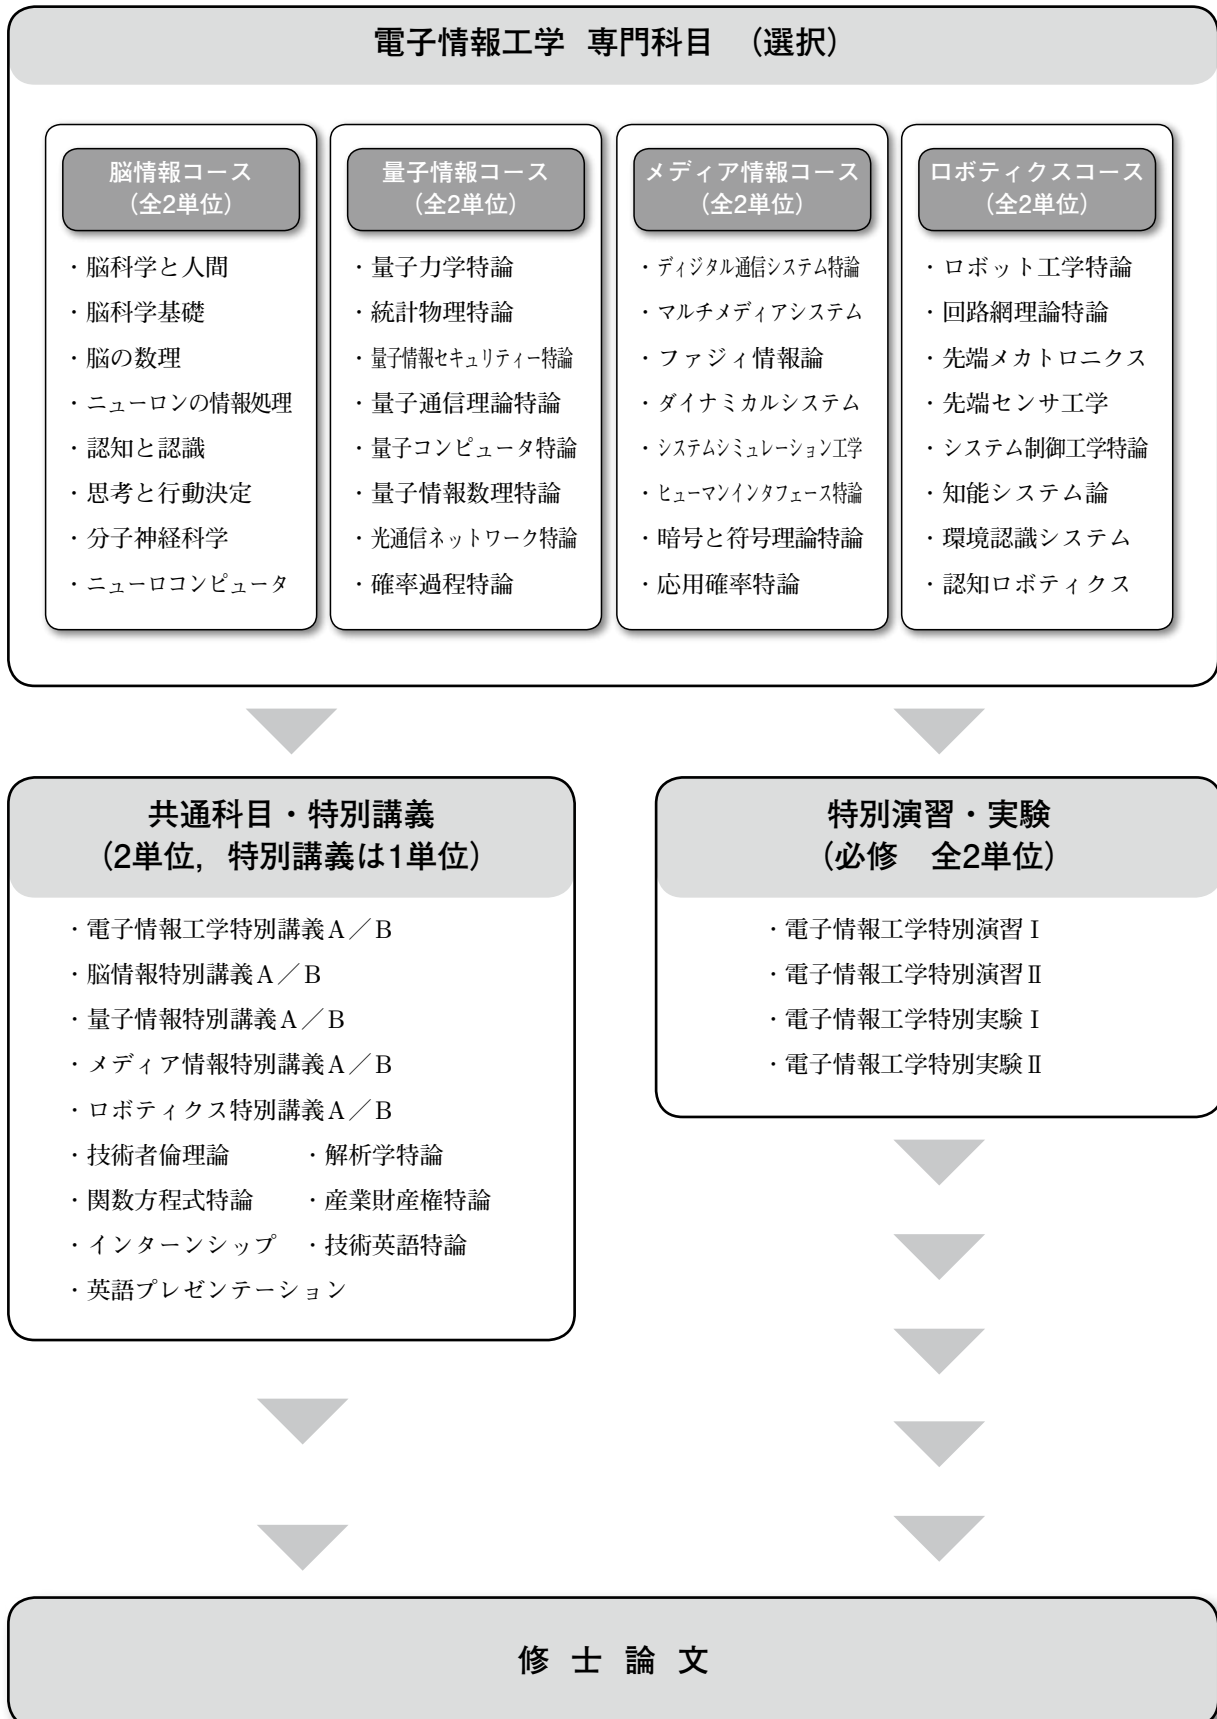 電子情報工学 専門科目 （選択）
脳情報コース
（全2単位）
・脳科学と人間
・脳科学基礎
・脳の数理
・ニューロンの情報処理
・認知と認識
・思考と行動決定
・分子神経科学
・ニューロコンピュータ
量子情報コース
（全2単位）
・量子力学特論
・統計物理特論
・量子情報セキュリティー特論
・量子通信理論特論
・量子コンピュータ特論
・量子情報数理特論
・光通信ネットワーク特論
・確率過程特論
メディア情報コース
（全2単位）
・ディジタル通信システム特論
・マルチメディアシステム
・ファジィ情報論
・ダイナミカルシステム
・システムシミュレーション工学
・ヒューマンインタフェース特論
・暗号と符号理論特論
・応用確率特論
ロボティクスコース
（全2単位）
・ロボット工学特論
・回路網理論特論
・先端メカトロニクス
・先端センサ工学
・システム制御工学特論
・知能システム論
・環境認識システム
・認知ロボティクス
共通科目・特別講義
（2単位，特別講義は1単位）
・電子情報工学特別講義Ａ／Ｂ
・脳情報特別講義Ａ／Ｂ
・量子情報特別講義Ａ／Ｂ
・メディア情報特別講義Ａ／Ｂ
・ロボティクス特別講義Ａ／Ｂ
・技術者倫理論 ・解析学特論
・関数方程式特論 ・産業財産権特論
・インターンシップ ・技術英語特論
・英語プレゼンテーション
特別演習・実験
（必修　全2単位）
・電子情報工学特別演習Ⅰ
・電子情報工学特別演習Ⅱ
・電子情報工学特別実験Ⅰ
・電子情報工学特別実験Ⅱ
修 士 論 文